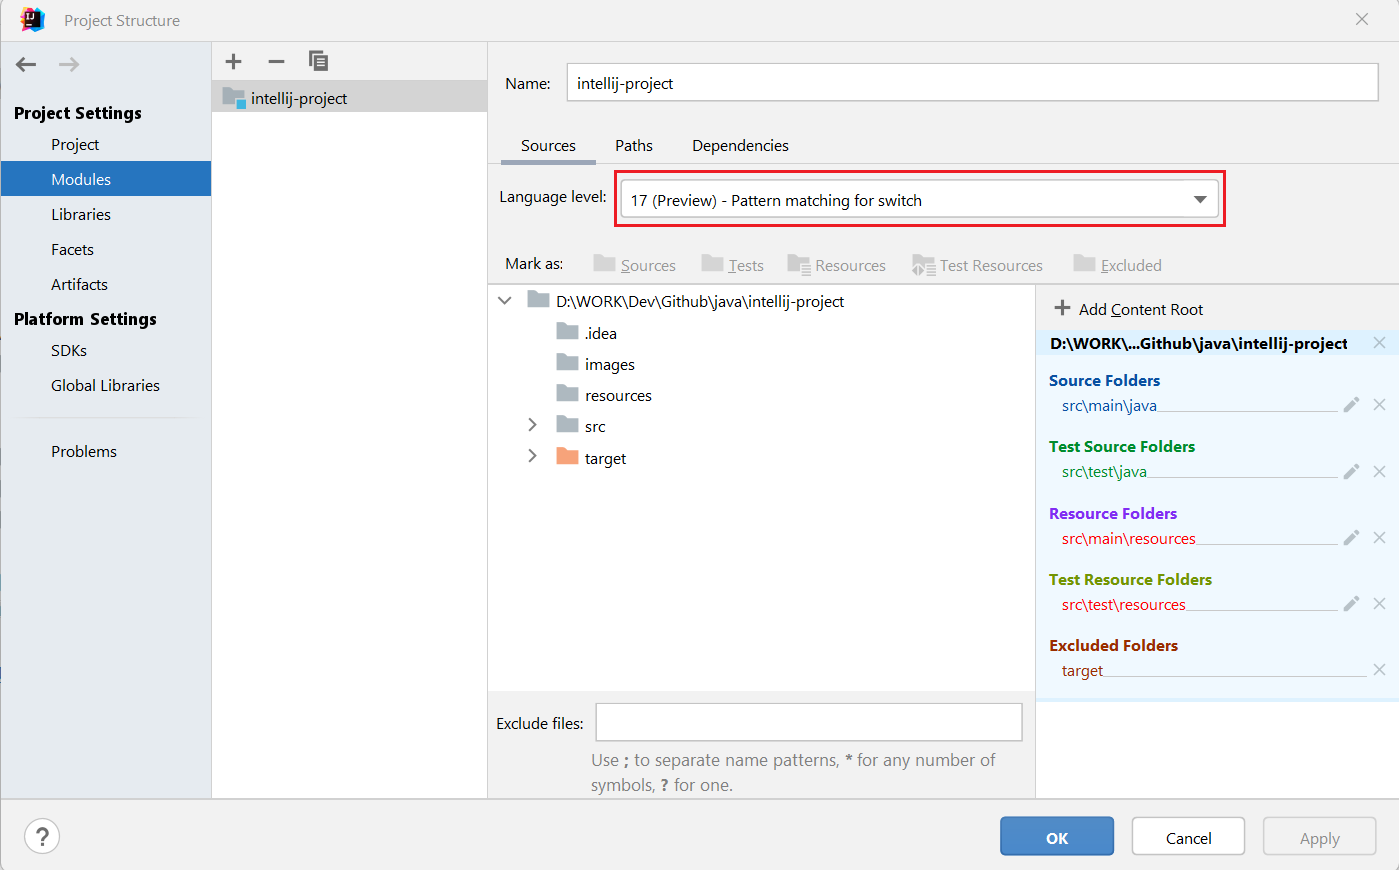 Project Structure
Project Settings
Project
Modules
Libraries
Facets
Artifacts
Platform Settings
SDKs
Global Libraries
Problems
intellij-project
Name: intellij-project
Sources Paths Dependencies
Language level: 17 (Preview) - Pattern matching for switch
Mark as: Sources Tests Resources Test Resources Excluded
D:\WORK\Dev\Github\java\intellij-project
.idea
images
resources
src
target
Add Content Root
D:\WORK\...Github\java\intellij-project
Source Folders
src\main\java
Test Source Folders
src\test\java
Resource Folders
src\main\resources
Test Resource Folders
src\test\resources
Excluded Folders
target
Exclude files:
Use ; to separate name patterns, * for any number of
symbols, ? for one.
?
OK Cancel Apply